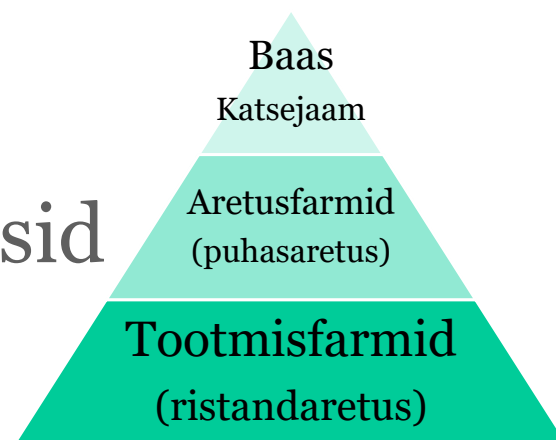 Baas
Katsejaam
Aretusfarmid
sid
(puhasaretus)
Tootmisfarmid
(ristandaretus)